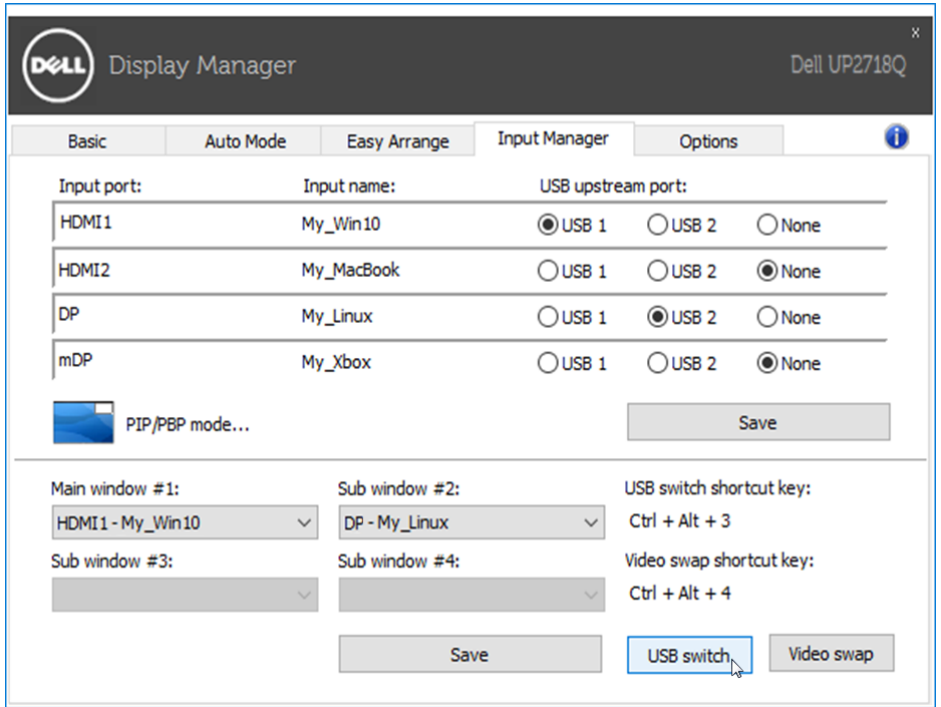 x
DELL Display Manager Dell UP2718Q
Basic Auto Mode Easy Arrange Input Manager Options i
Input port: Input name: USB upstream port:
HDMI1 My_Win10 USB 1 USB 2 None
HDMI2 My_MacBook USB 1 USB 2 None
DP My_Linux USB 1 USB 2 None
mDP My_Xbox USB 1 USB 2 None
PIP/PBP mode... Save
Main window #1: Sub window #2: USB switch shortcut key:
HDMI1 - My_Win10 DP - My_Linux Ctrl + Alt + 3
Sub window #3: Sub window #4: Video swap shortcut key:
Ctrl + Alt + 4
Save USB switch Video swap